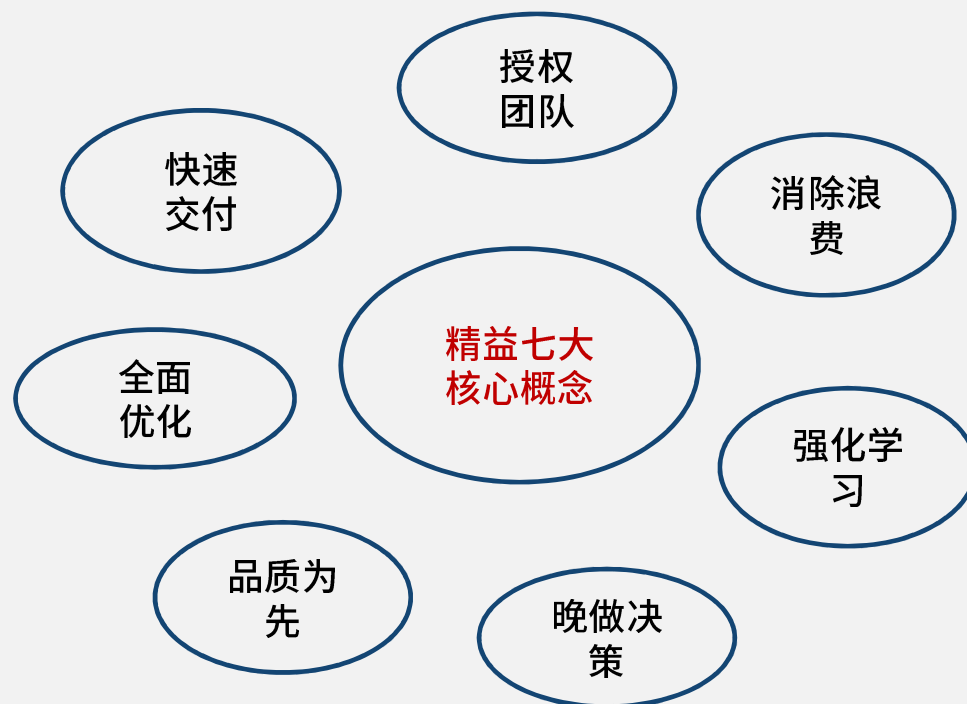 授权
团队
快速
交付
消除浪
费
精益七大
核心概念
全面
优化
强化学
习
品质为
先
晚做决
策